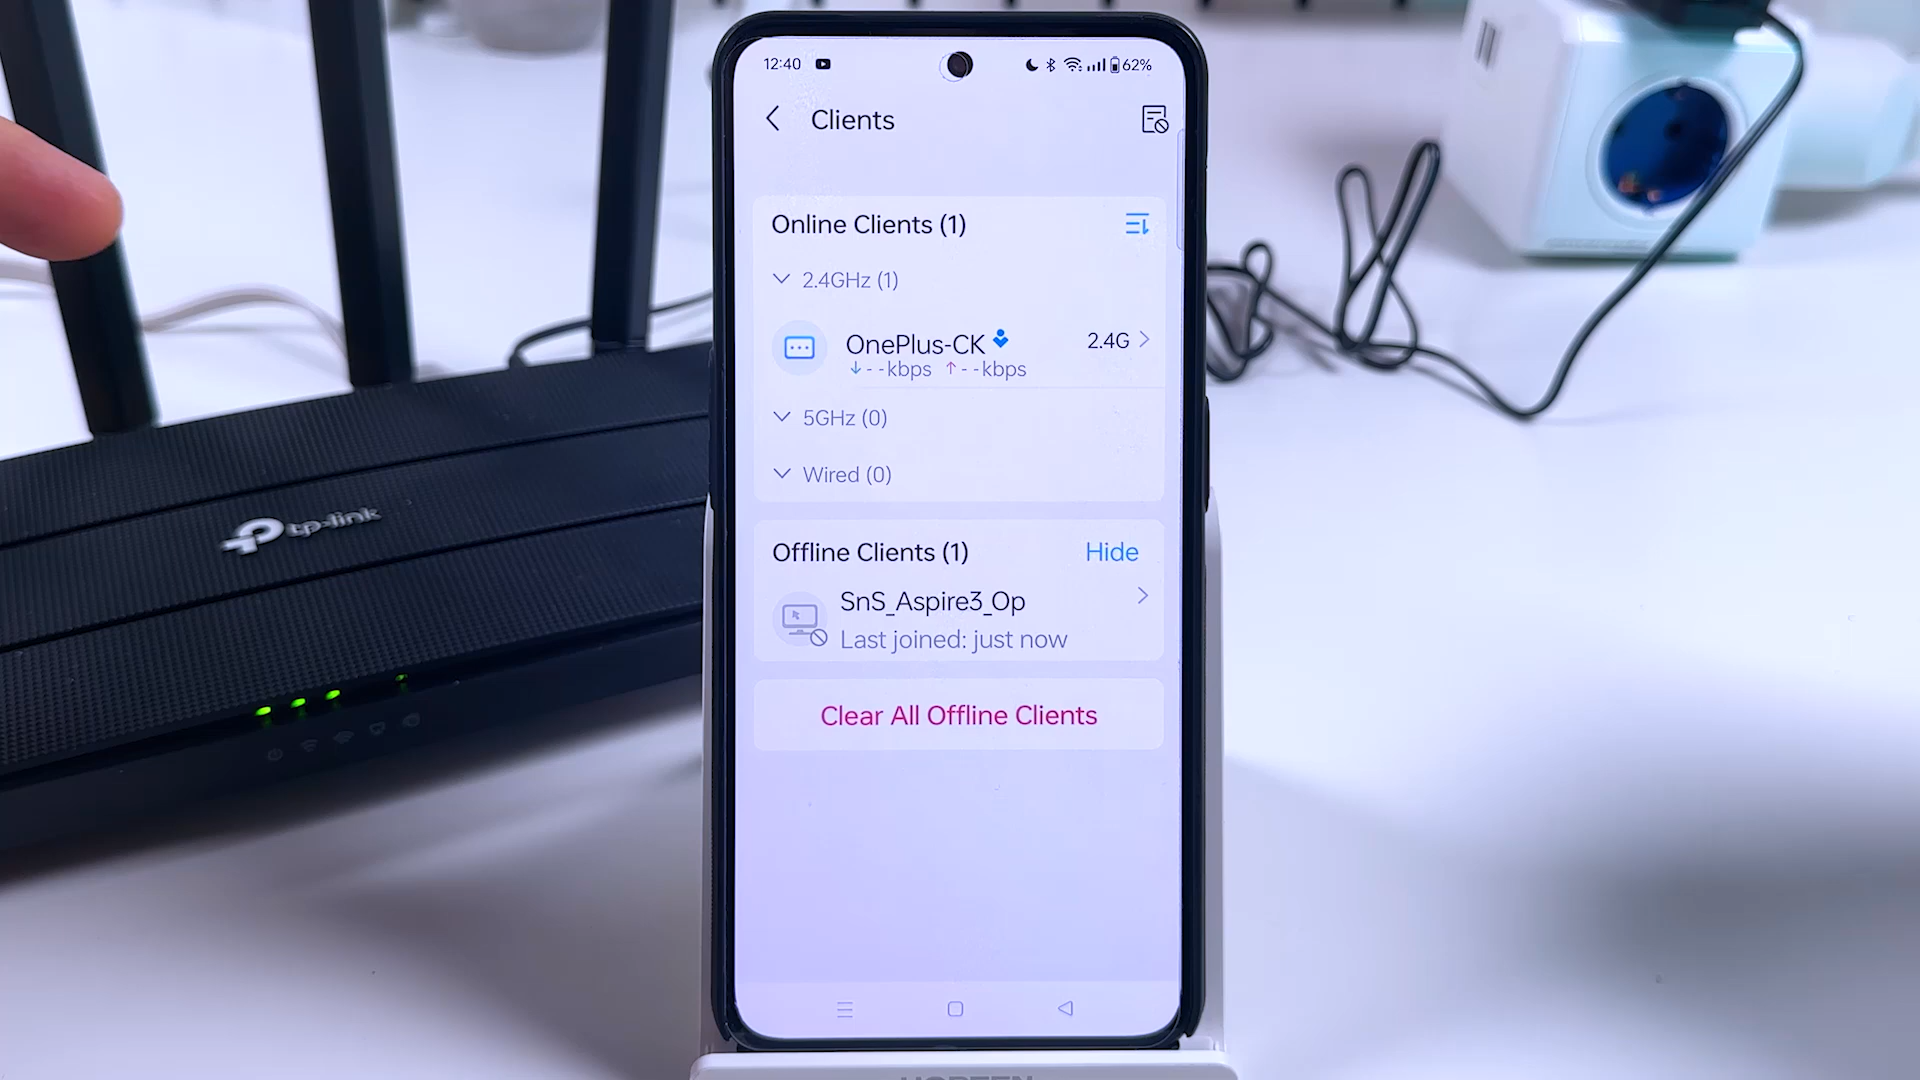 12:40
62%
Clients
Online Clients (1)
2.4GHz (1)
OnePlus-CK
2.4G
↓--kbps ↑--kbps
5GHz (0)
Wired (0)
Offline Clients (1)
Hide
SnS_Aspire3_Op
Last joined: just now
Clear All Offline Clients
tp-link